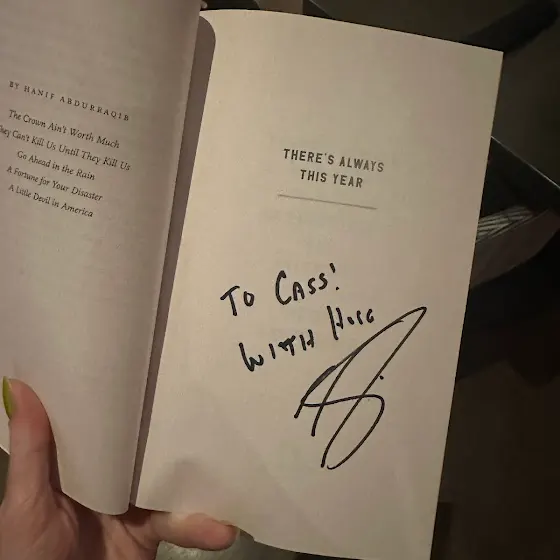 BY HANIF ABDURRAQIB
The Crown Ain't Worth Much
They Can't Kill Us Until They Kill Us
Go Ahead in the Rain
A Fortune for Your Disaster
A Little Devil in America
THERE'S ALWAYS
THIS YEAR
TO CASS!
WITH HOPE